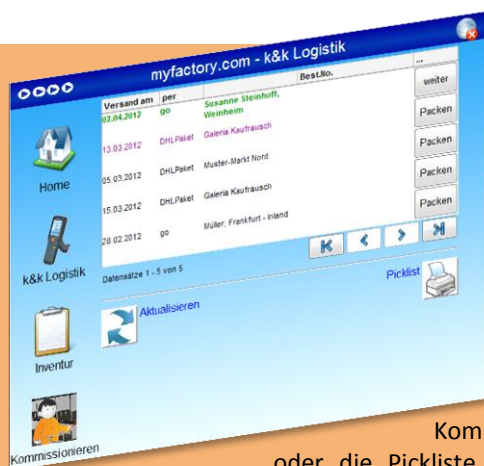 myfactory.com - k&k Logistik
Versand am per Best.No. ...
02.04.2012 go Susanne Steinhoff, Weinheim weiter
13.03.2012 DHLPaket Galeria Kaufrausch Packen
05.03.2012 DHLPaket Muster-Markt Nord Packen
15.03.2012 DHLPaket Galeria Kaufrausch Packen
28.02.2012 go Müller, Frankfurt - Inland Packen
Datensätze 1 - 5 von 5
Home
k&k Logistik
Inventur
Kommissionieren
Aktualisieren
Picklist
Kom
oder die Pickliste